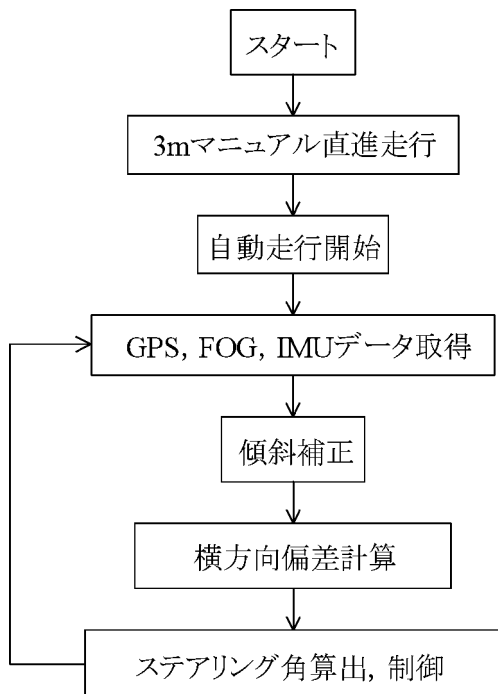 スタート
3mマニュアル直進走行
自動走行開始
GPS, FOG, IMUデータ取得
傾斜補正
横方向偏差計算
ステアリング角算出, 制御